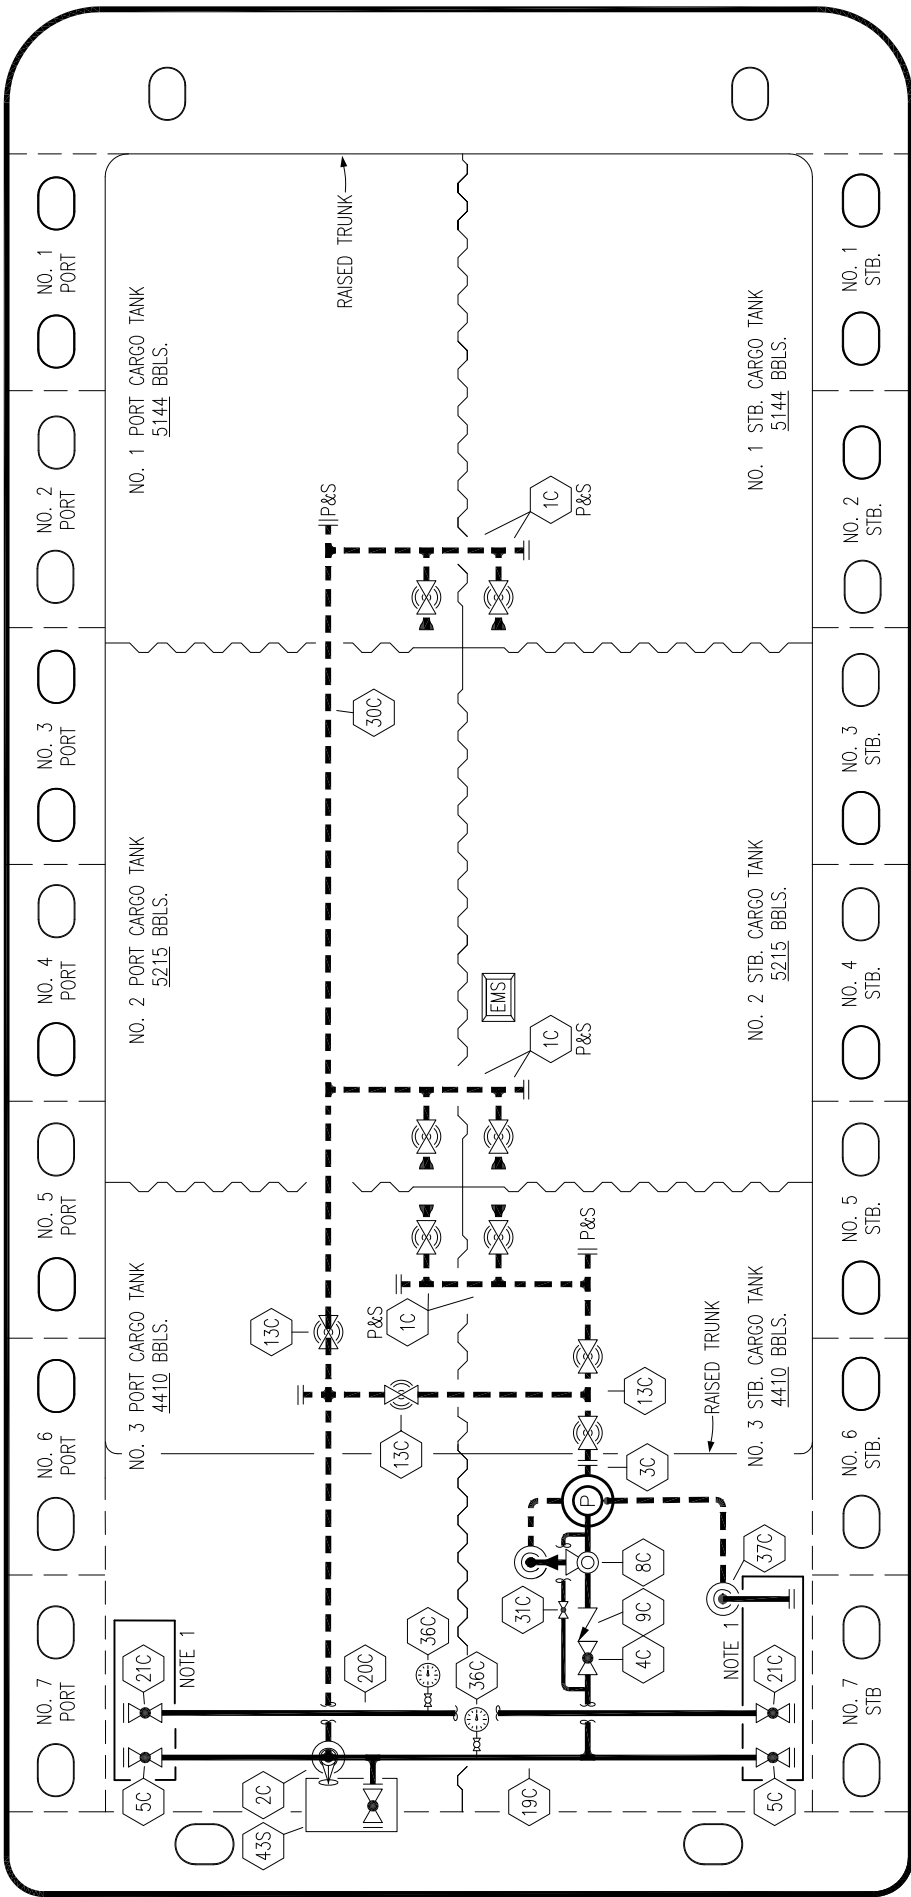 NO. 1
PORT
NO. 2
PORT
NO. 3
PORT
NO. 4
PORT
NO. 5
PORT
NO. 6
PORT
NO. 7
PORT
NO. 1 PORT CARGO TANK
5144 BBLS.
NO. 2 PORT CARGO TANK
5215 BBLS.
NO. 3 PORT CARGO TANK
4410 BBLS.
RAISED TRUNK
P&S
1C
P&S
30C
EMS
1C
P&S
13C
P&S
1C
P&S
13C
13C
3C
RAISED TRUNK
P
8C
37C
31C
9C
4C
NOTE 1
21C
20C
36C
36C
NOTE 1
21C
5C
2C
43S
19C
5C
NO. 1 STB. CARGO TANK
5144 BBLS.
NO. 2 STB. CARGO TANK
5215 BBLS.
NO. 3 STB. CARGO TANK
4410 BBLS.
NO. 1
STB.
NO. 2
STB.
NO. 3
STB.
NO. 4
STB.
NO. 5
STB.
NO. 6
STB.
NO. 7
STB